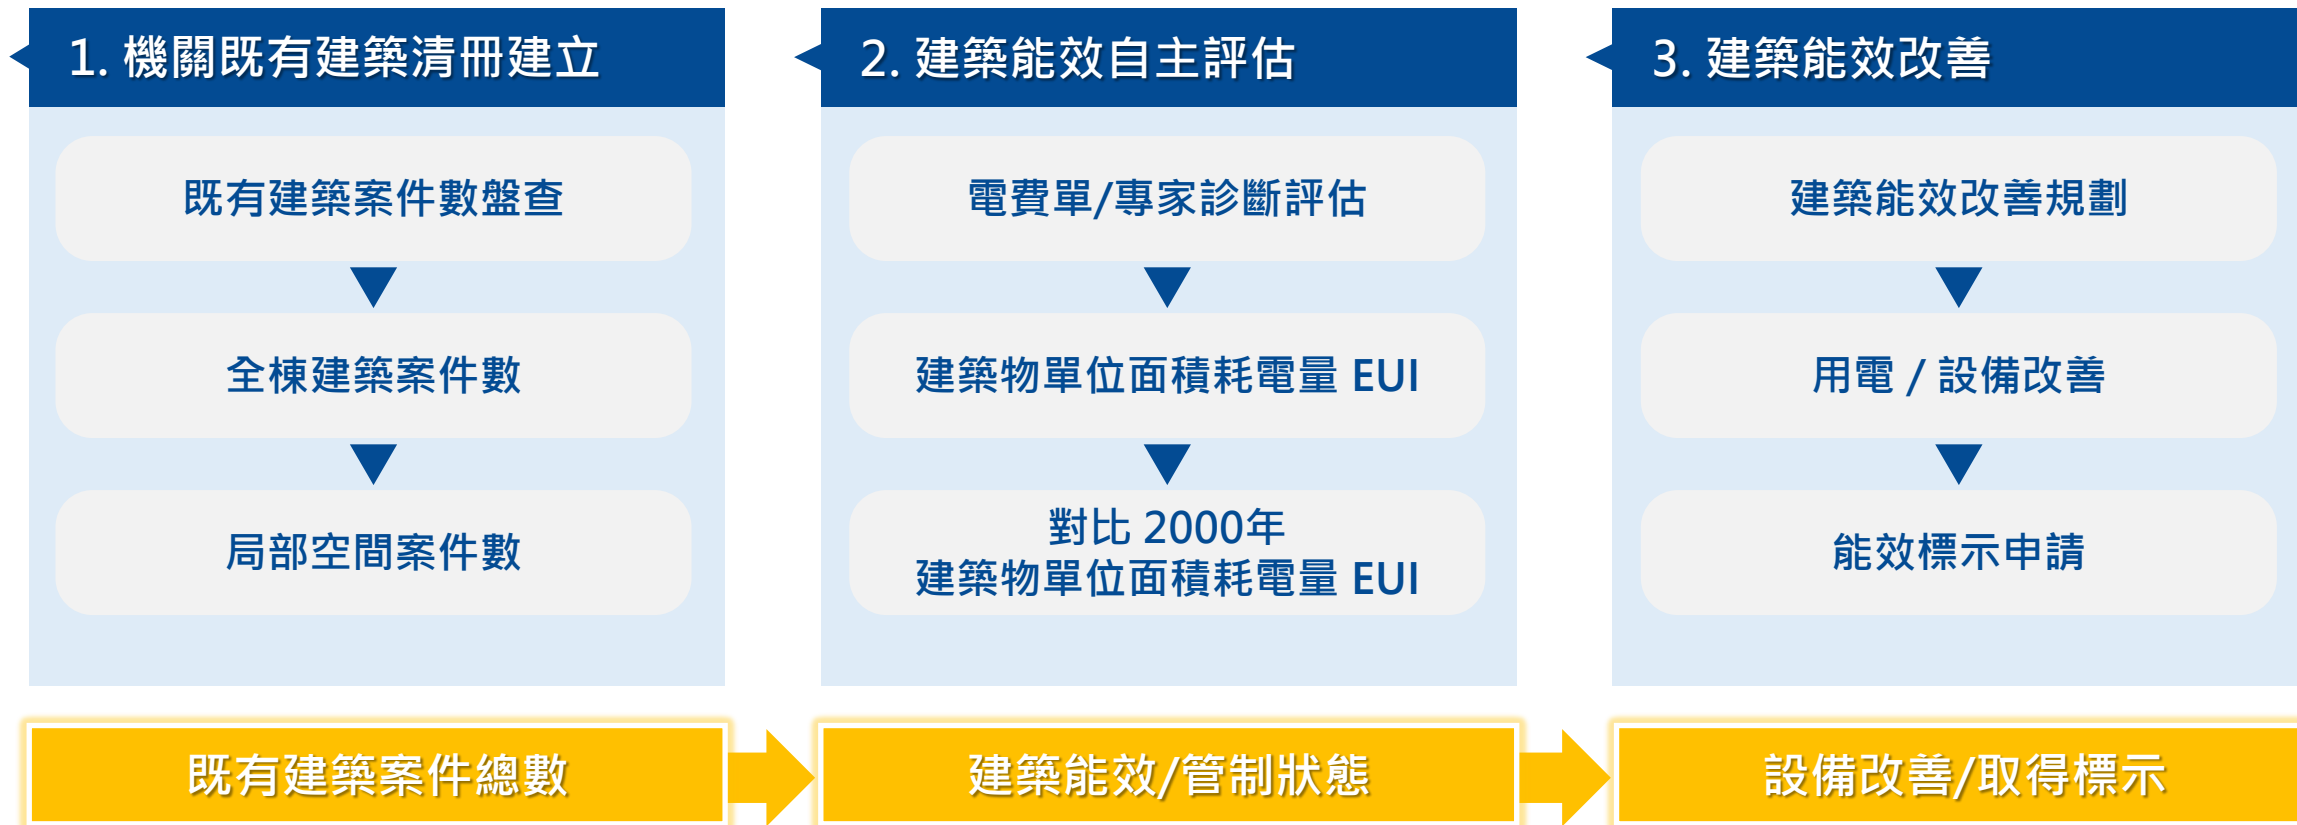 1. 機關既有建築清冊建立
既有建築案件數盤查
全棟建築案件數
局部空間案件數
既有建築案件總數
2. 建築能效自主評估
電費單/專家診斷評估
建築物單位面積耗電量 EUI
對比 2000年
建築物單位面積耗電量 EUI
建築能效/管制狀態
3. 建築能效改善
建築能效改善規劃
用電 / 設備改善
能效標示申請
設備改善/取得標示